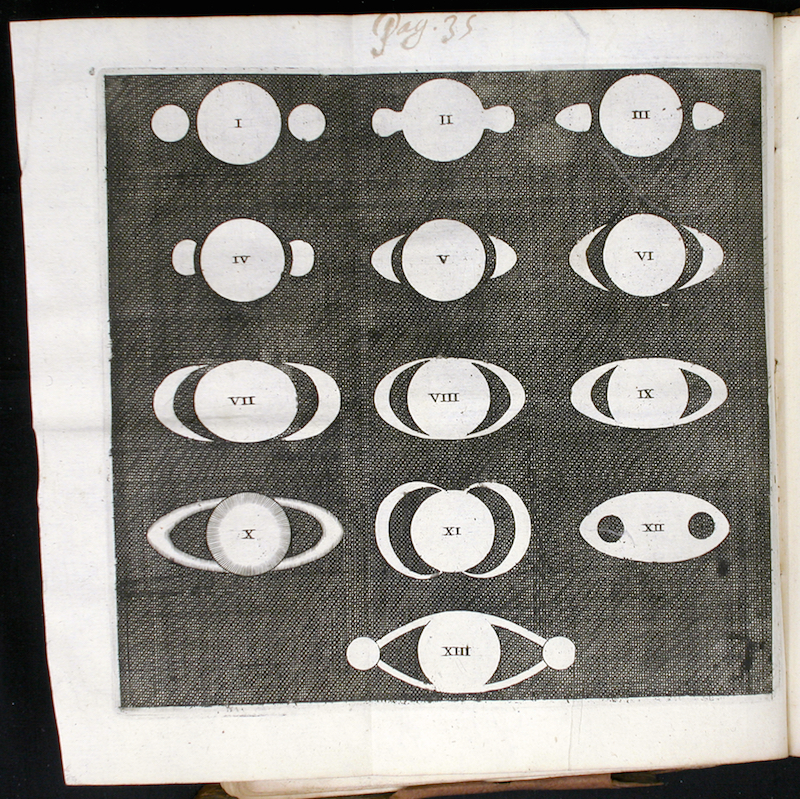 Pag. 35
I II III
IV V VI
VII VIII IX
X XI XII
XIII